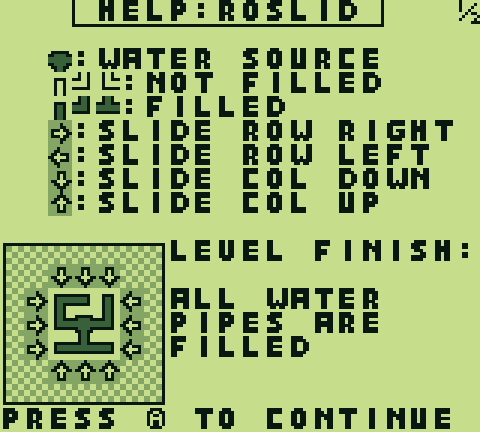 HELP:ROSLID
1/2
: WATER SOURCE
: NOT FILLED
: FILLED
: SLIDE ROW RIGHT
: SLIDE ROW LEFT
: SLIDE COL DOWN
: SLIDE COL UP
LEVEL FINISH:
ALL WATER
PIPES ARE
FILLED
PRESS Ⓐ TO CONTINUE